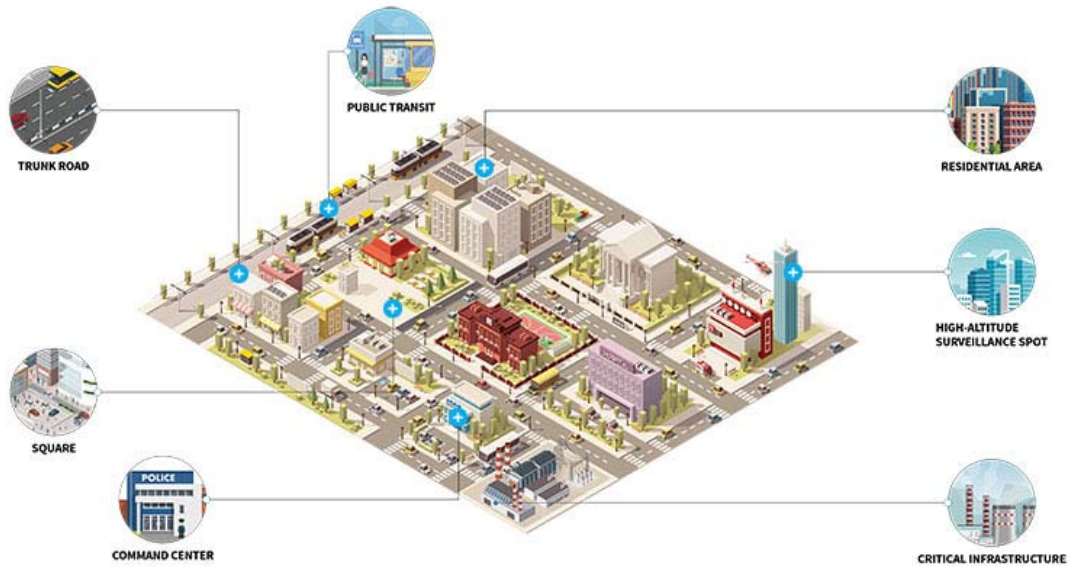 PUBLIC TRANSIT
TRUNK ROAD
RESIDENTIAL AREA
HIGH-ALTITUDE
SURVEILLANCE SPOT
SQUARE
POLICE
COMMAND CENTER
CRITICAL INFRASTRUCTURE